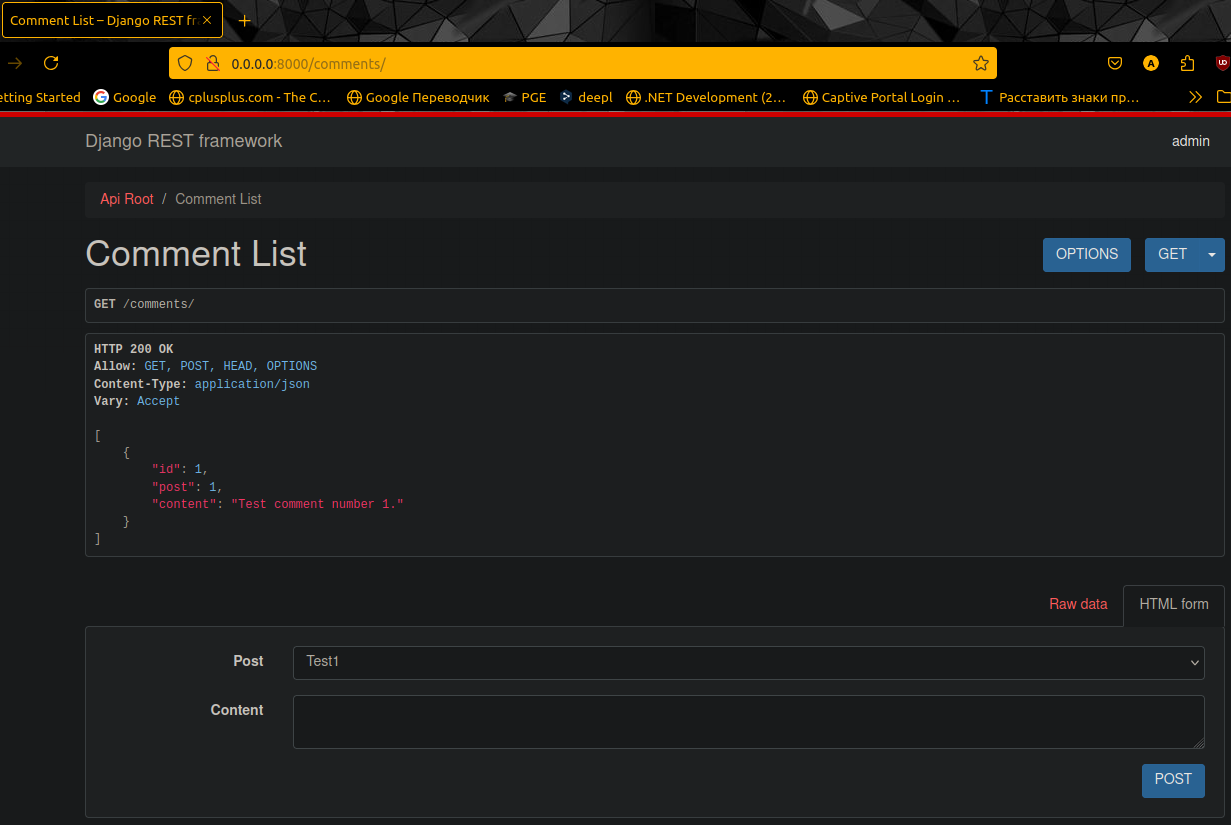 Comment List – Django REST fr
0.0.0.0:8000/comments/
etting Started Google cplusplus.com - The C... Google Переводчик PGE deepl .NET Development (2... Captive Portal Login ... Расставить знаки пр...
Django REST framework admin
Api Root / Comment List
Comment List OPTIONS GET
GET /comments/
HTTP 200 OK
Allow: GET, POST, HEAD, OPTIONS
Content-Type: application/json
Vary: Accept
[
{
"id": 1,
"post": 1,
"content": "Test comment number 1."
}
]
Raw data HTML form
Post Test1
Content
POST